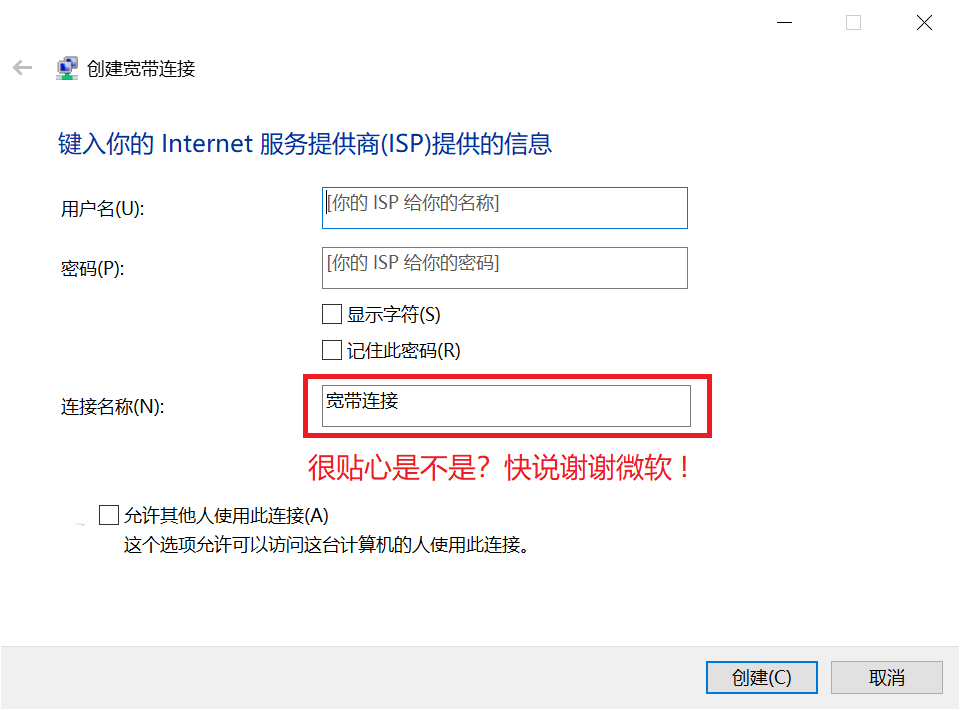 创建宽带连接
键入你的 Internet 服务提供商(ISP)提供的信息
用户名(U):
[你的 ISP 给你的名称]
密码(P):
[你的 ISP 给你的密码]
显示字符(S)
记住此密码(R)
连接名称(N):
宽带连接
很贴心是不是？快说谢谢微软！
允许其他人使用此连接(A)
这个选项允许可以访问这台计算机的人使用此连接。
创建(C)
取消